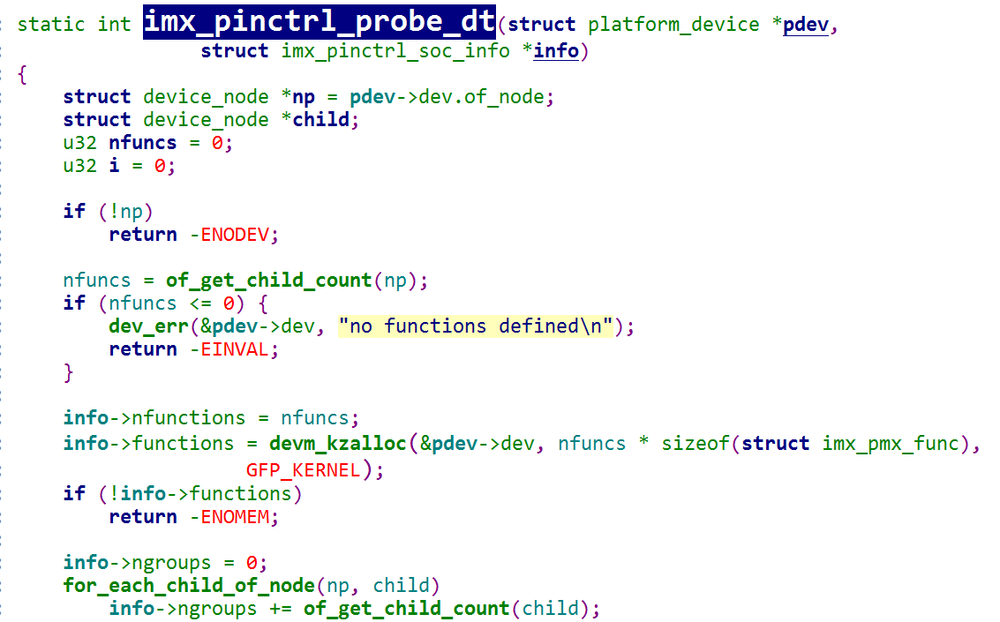 static int imx_pinctrl_probe_dt(struct platform_device *pdev,
                struct imx_pinctrl_soc_info *info)
{
    struct device_node *np = pdev->dev.of_node;
    struct device_node *child;
    u32 nfuncs = 0;
    u32 i = 0;

    if (!np)
        return -ENODEV;

    nfuncs = of_get_child_count(np);
    if (nfuncs <= 0) {
        dev_err(&pdev->dev, "no functions defined\n");
        return -EINVAL;
    }

    info->nfunctions = nfuncs;
    info->functions = devm_kzalloc(&pdev->dev, nfuncs * sizeof(struct imx_pmx_func),
                    GFP_KERNEL);
    if (!info->functions)
        return -ENOMEM;

    info->ngroups = 0;
    for_each_child_of_node(np, child)
        info->ngroups += of_get_child_count(child);